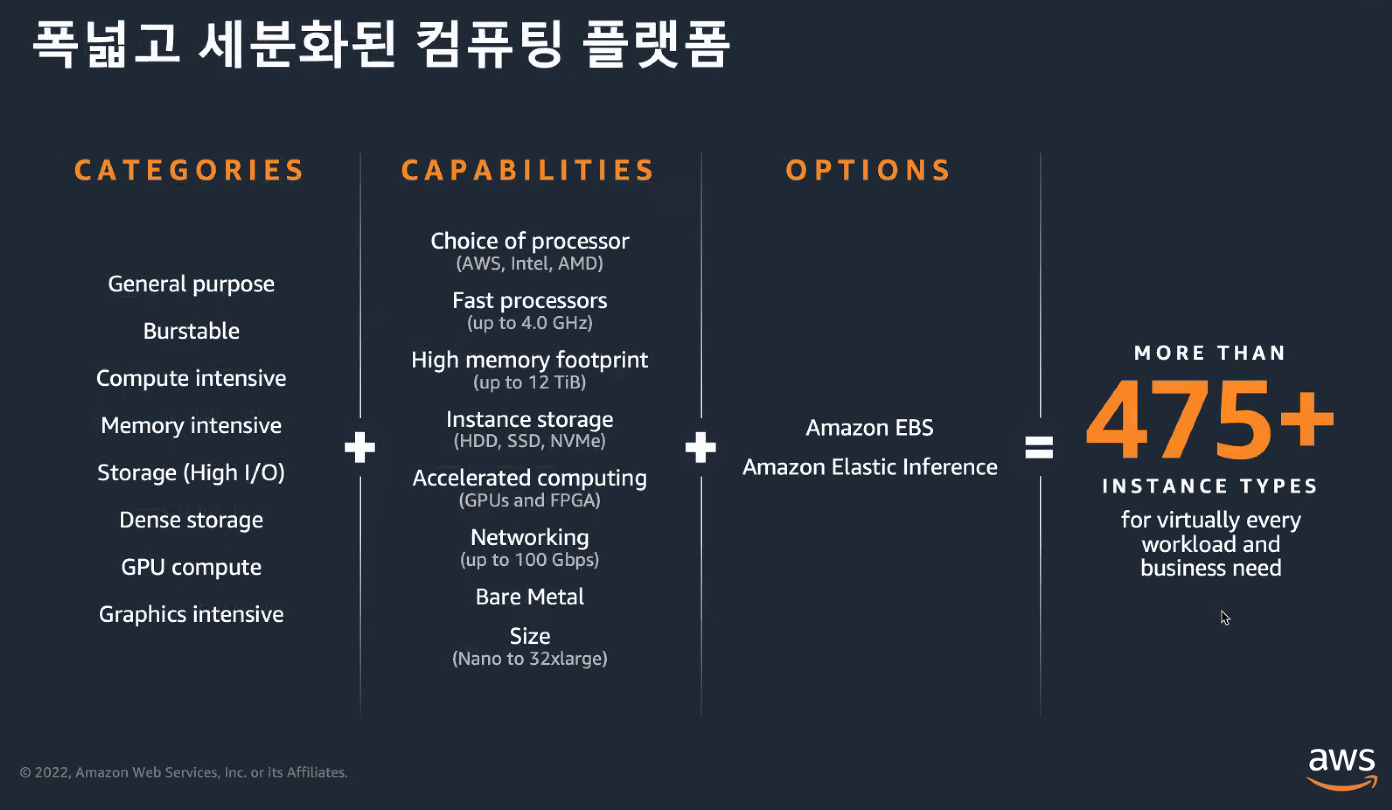 폭넓고 세분화된 컴퓨팅 플랫폼
CATEGORIES
General purpose
Burstable
Compute intensive
Memory intensive
Storage (High I/O)
Dense storage
GPU compute
Graphics intensive
+
CAPABILITIES
Choice of processor
(AWS, Intel, AMD)
Fast processors
(up to 4.0 GHz)
High memory footprint
(up to 12 TiB)
Instance storage
(HDD, SSD, NVMe)
Accelerated computing
(GPUs and FPGA)
Networking
(up to 100 Gbps)
Bare Metal
Size
(Nano to 32xlarge)
+
OPTIONS
Amazon EBS
Amazon Elastic Inference
=
MORE THAN
475+
INSTANCE TYPES
for virtually every
workload and
business need
© 2022, Amazon Web Services, Inc. or its Affiliates.
aws